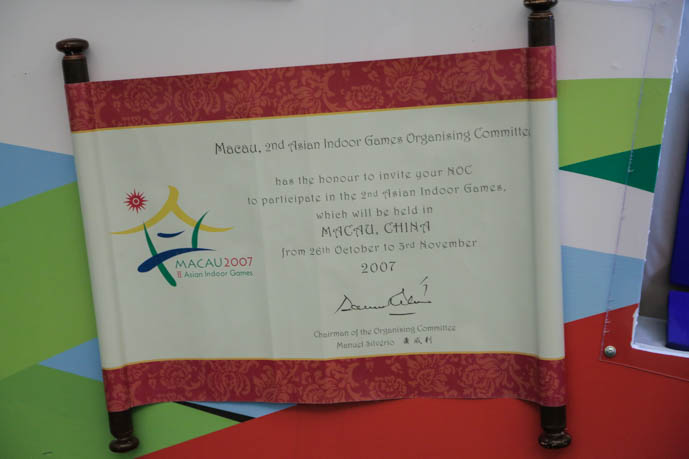 Macau, 2nd Asian Indoor Games Organising Committee
has the honour to invite your NOC
to participate in the 2nd Asian Indoor Games,
which will be held in
MACAU, CHINA
from 26th October to 3rd November
2007
MACAU2007
II Asian Indoor Games
Chairman of the Organising Committee
Manuel Silvério